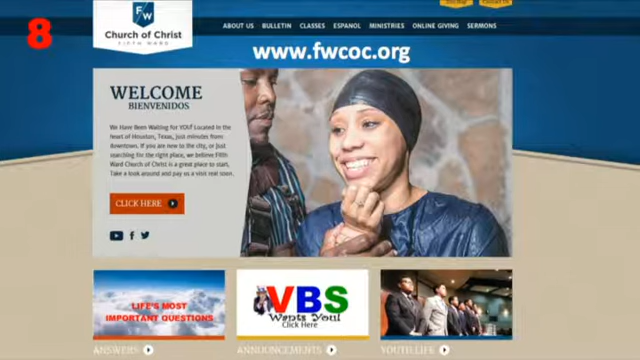 8
FW
Church of Christ
FIFTH WARD
ABOUT US BULLETIN CLASSES ESPANOL MINISTRIES ONLINE GIVING SERMONS
Contact Us
www.fwcoc.org
WELCOME
BIENVENIDOS
We Have Been Waiting for YOU! Located in the
heart of Houston, Texas, just minutes from
downtown. If you are new to the city, or just
searching for the right place, we believe Fifth
Ward Church of Christ is a great place to start.
Take a look around and pay us a visit real soon.
CLICK HERE
LIFE'S MOST
IMPORTANT QUESTIONS
VBS
Wants You!
Click Here
ANSWERS
ANNOUNCEMENTS
YOUTH LIFE